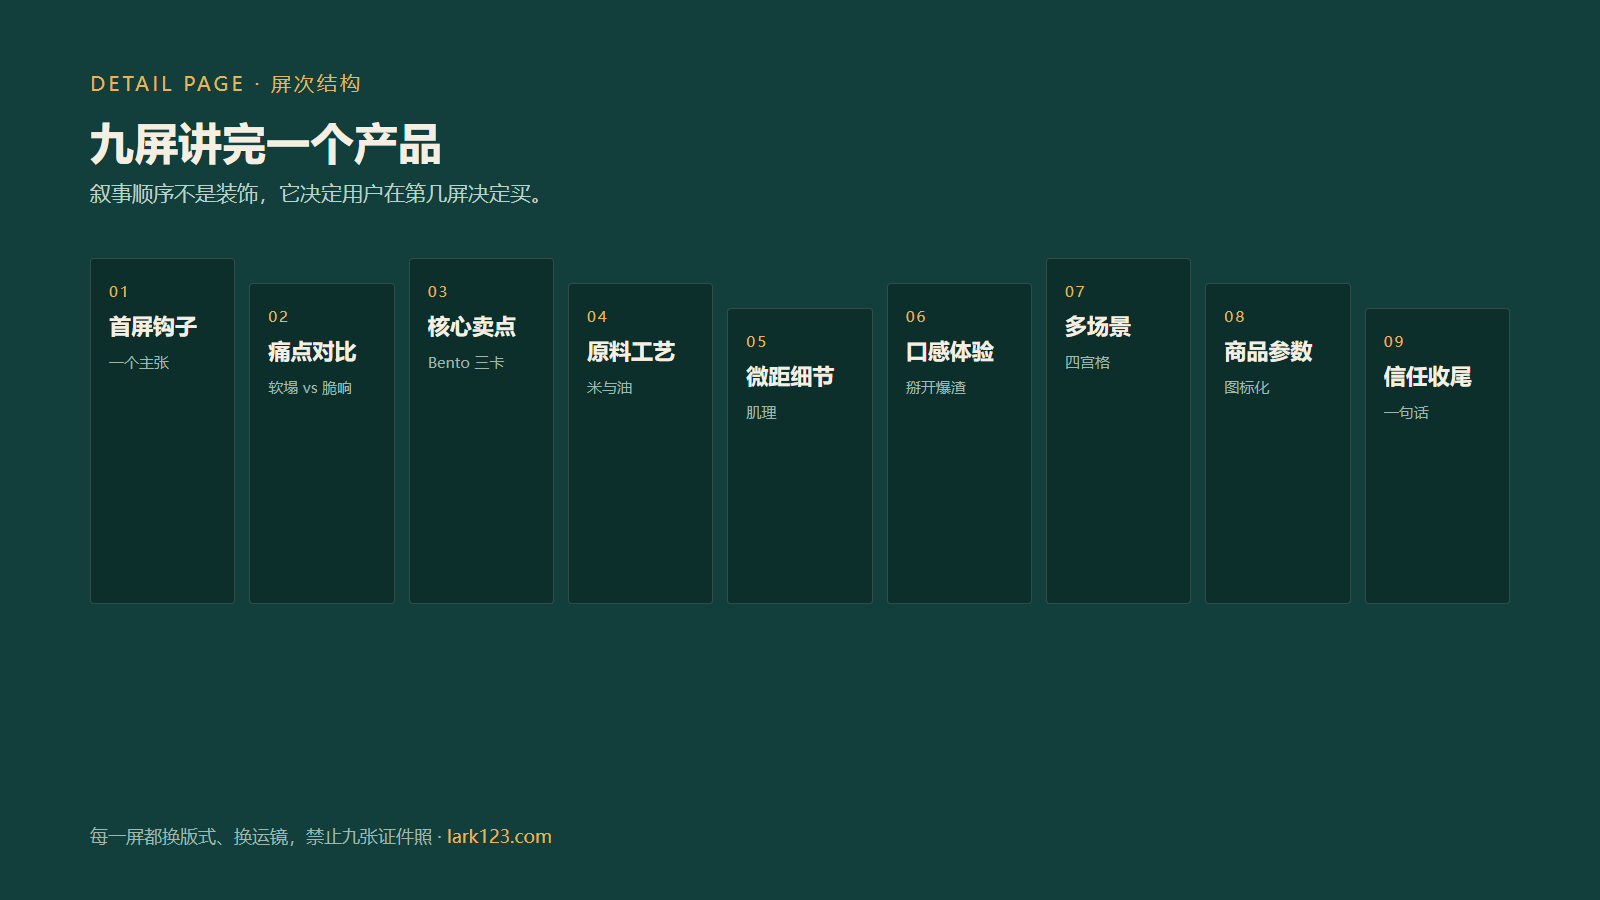 DETAIL PAGE · 屏次结构
九屏讲完一个产品
叙事顺序不是装饰，它决定用户在第几屏决定买。
01
首屏钩子
一个主张
02
痛点对比
软塌 vs 脆响
03
核心卖点
Bento 三卡
04
原料工艺
米与油
05
微距细节
肌理
06
口感体验
掰开爆渣
07
多场景
四宫格
08
商品参数
图标化
09
信任收尾
一句话
每一屏都换版式、换运镜，禁止九张证件照 · lark123.com